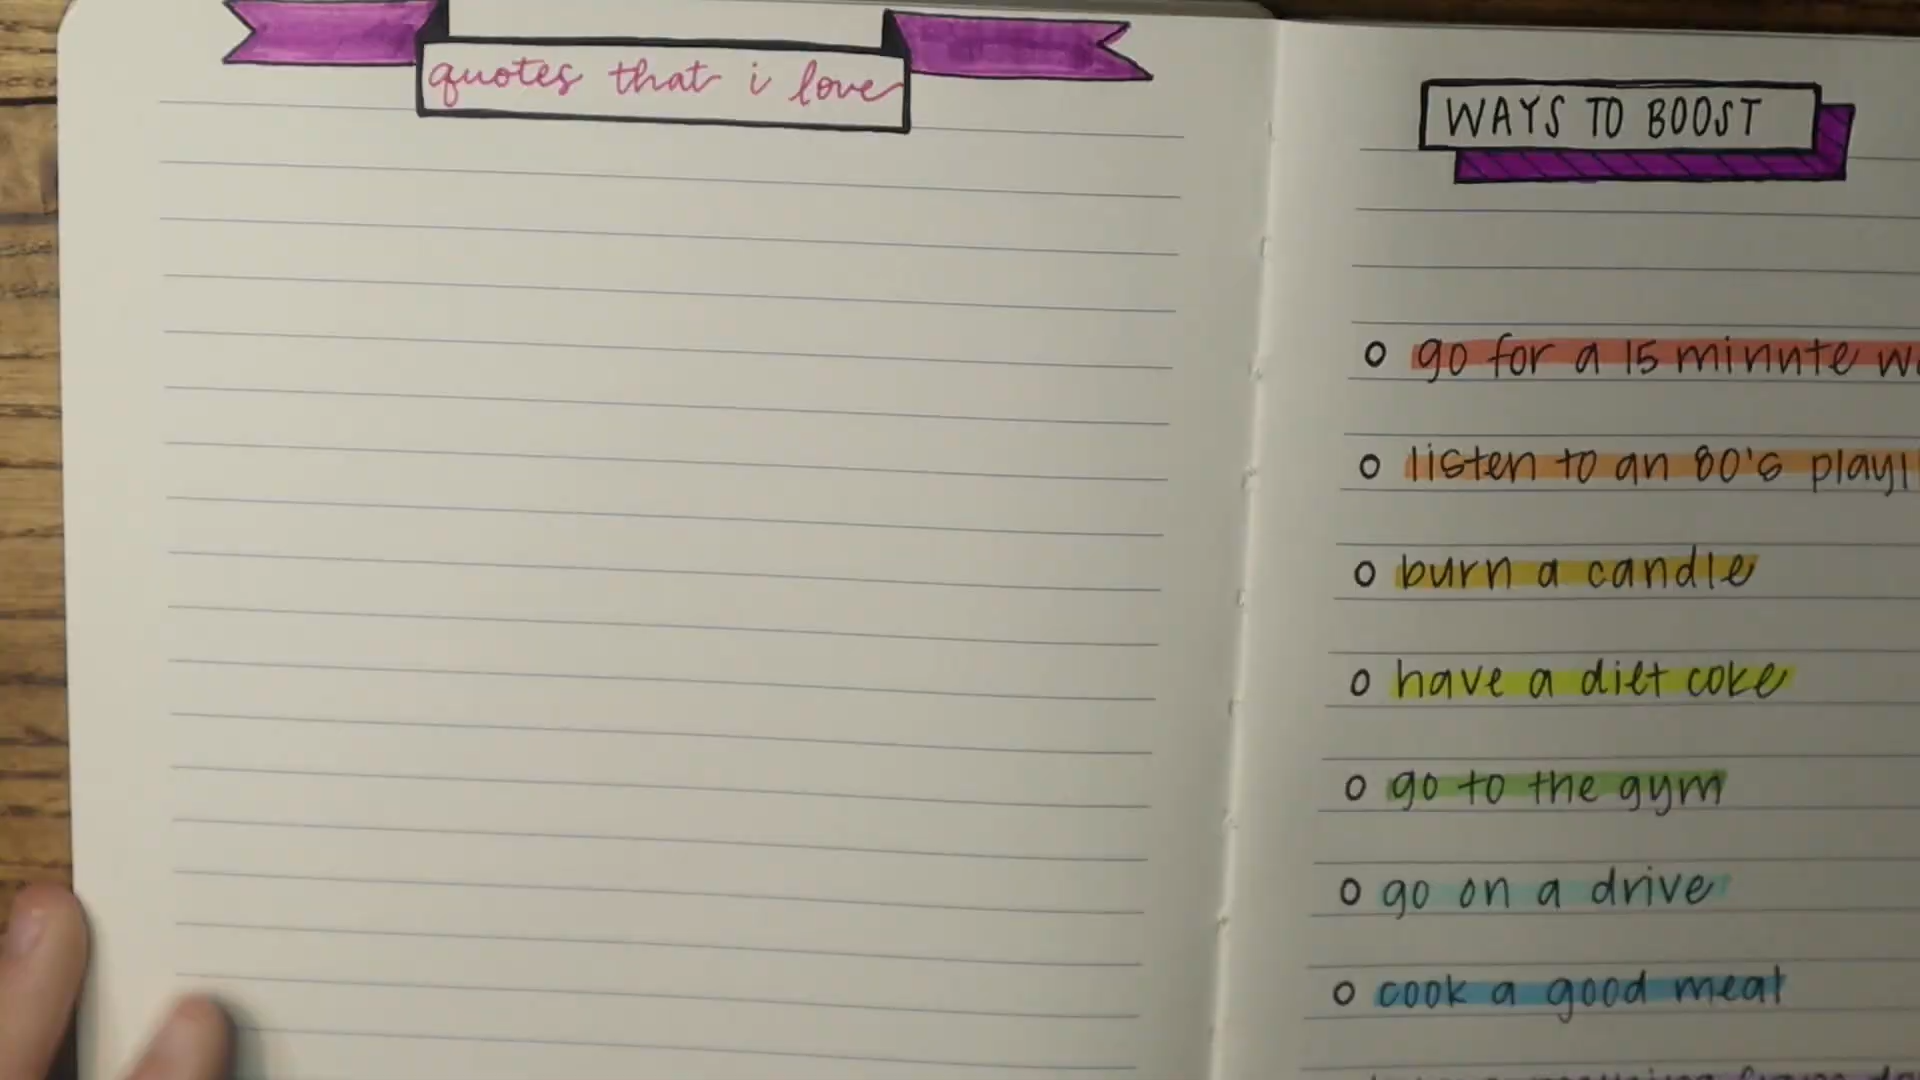 quotes that i love
WAYS TO BOOST
go for a 15 minute
listen to an 80's
burn a candle
have a diet coke
go to the gym
go on a drive
cook a good meal